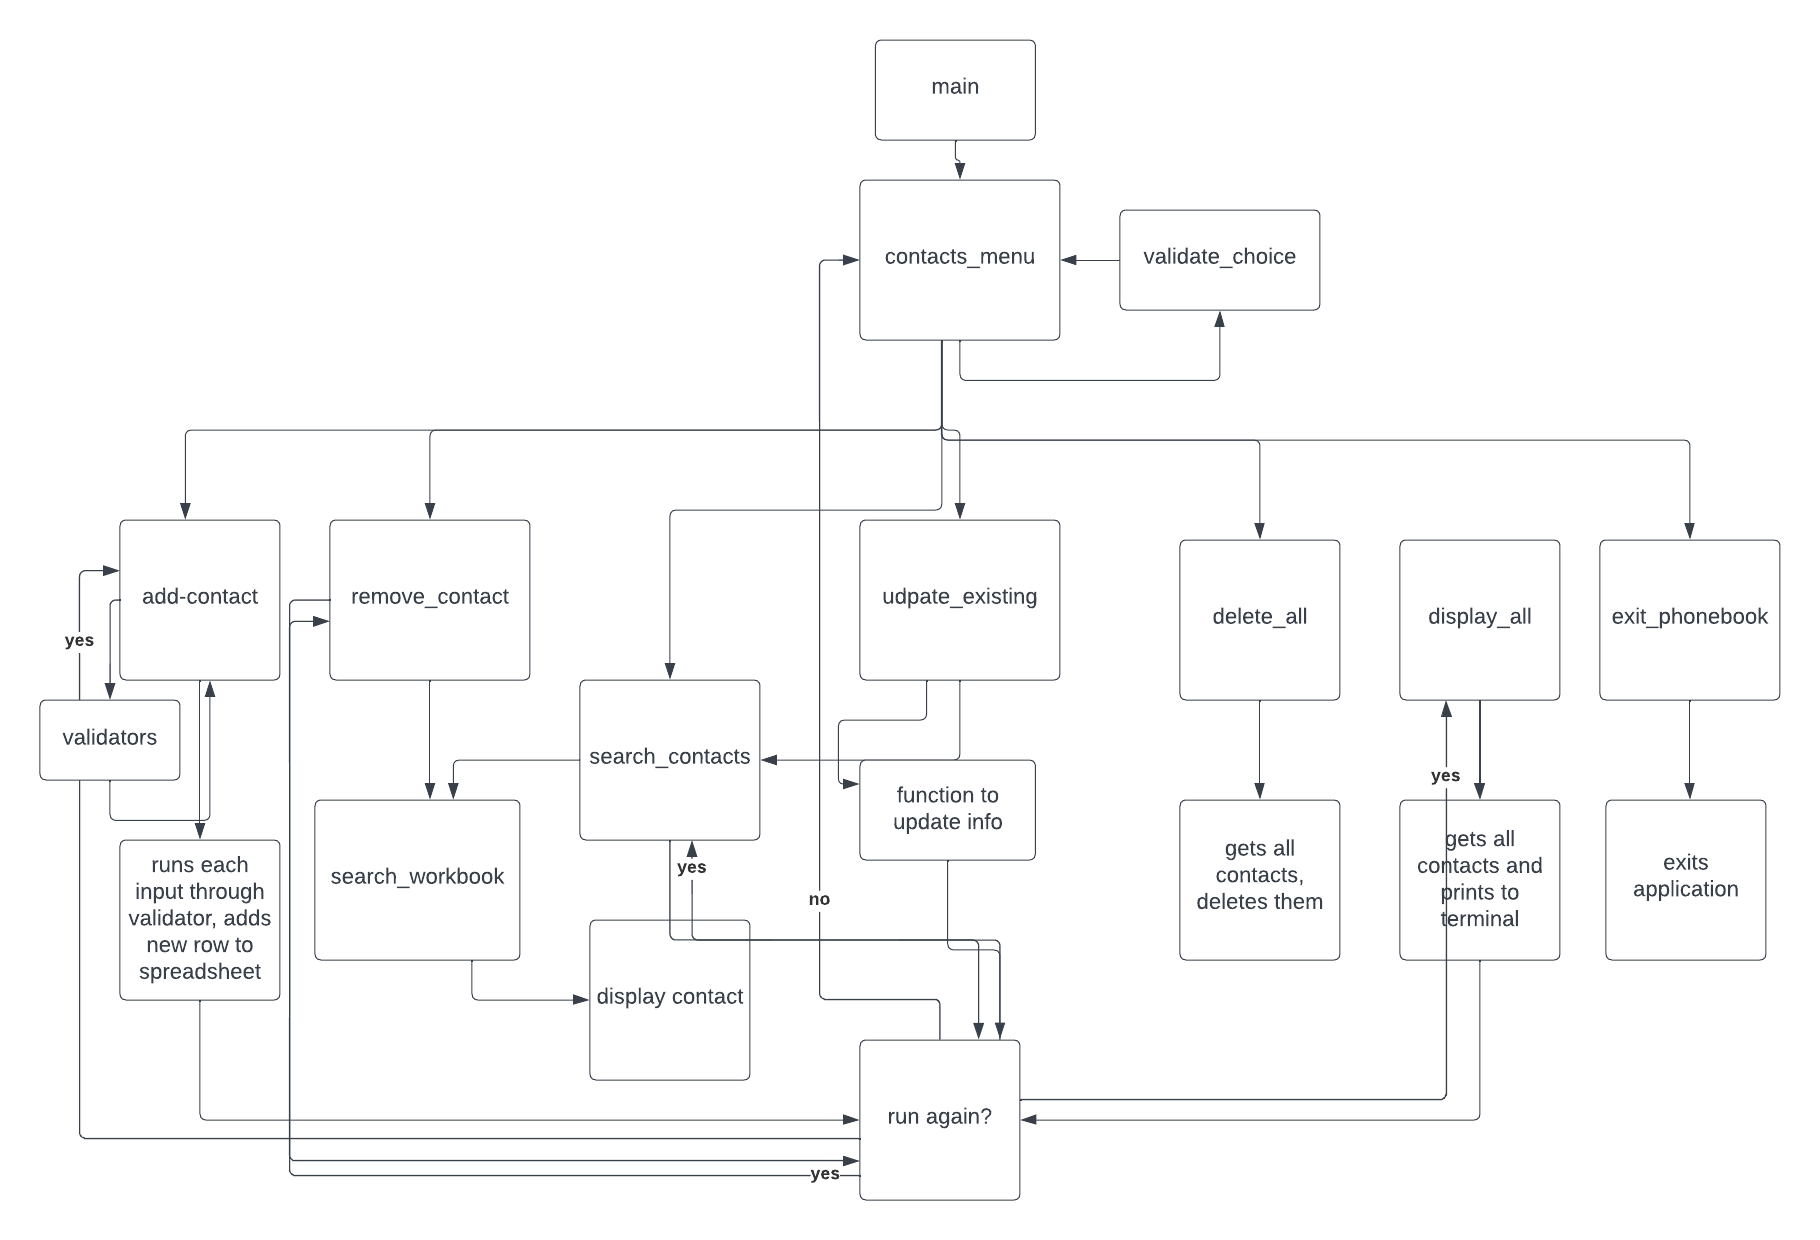 main
contacts_menu
validate_choice
add-contact
remove_contact
udpate_existing
delete_all
display_all
exit_phonebook
yes
validators
search_contacts
yes
function to
update info
runs each
input through
validator, adds
new row to
spreadsheet
search_workbook
yes
no
gets all
contacts,
deletes them
gets all
contacts and
prints to
terminal
exits
application
display contact
run again?
yes